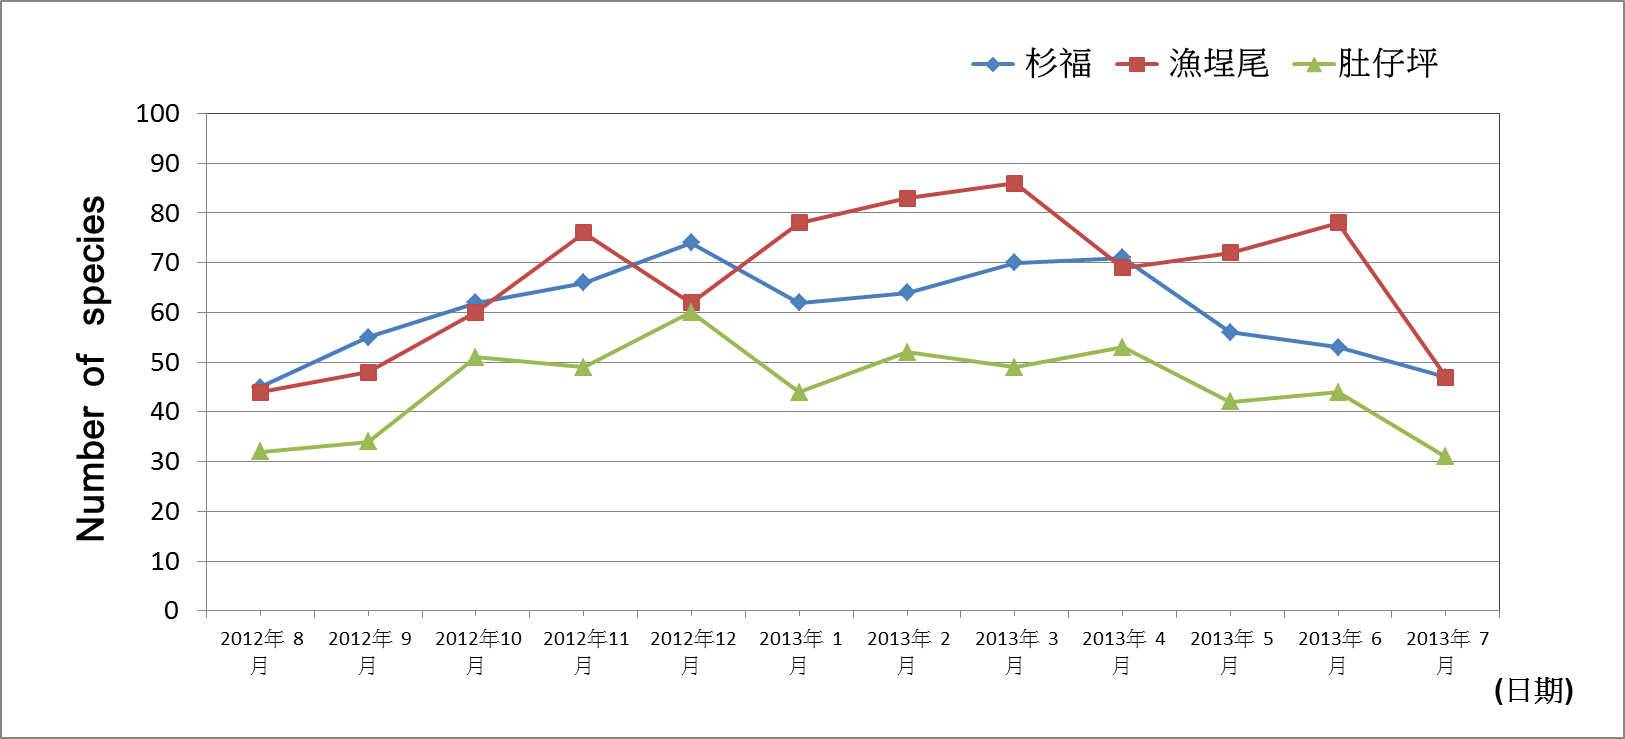 杉福 漁埕尾 肚仔坪
100
90
80
70
60
50
40
30
20
10
0
Number of species
2012年 8月
2012年 9月
2012年10月
2012年11月
2012年12月
2013年 1月
2013年 2月
2013年 3月
2013年 4月
2013年 5月
2013年 6月
2013年 7月
(日期)